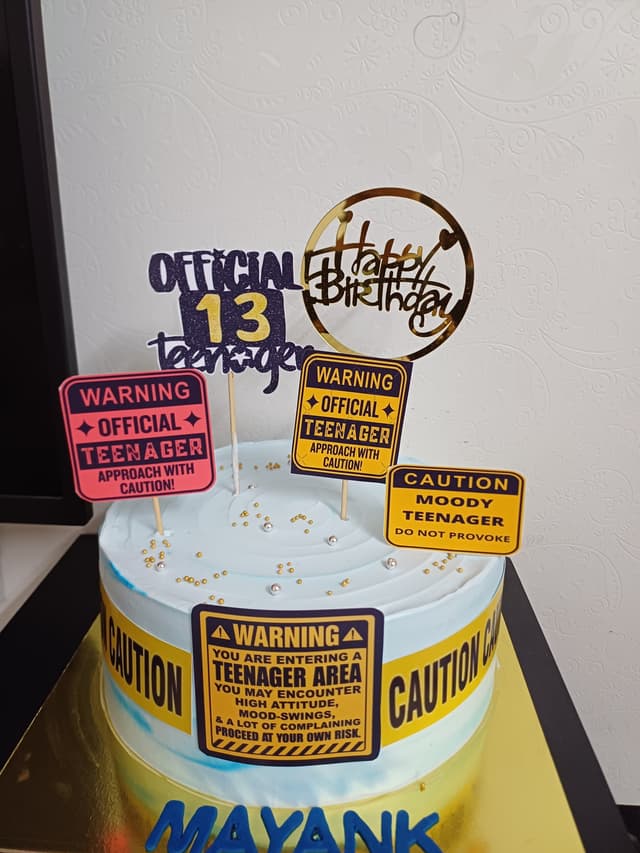 OFFICIAL
13
teenager
Happy
Birthday
WARNING
OFFICIAL
TEENAGER
APPROACH WITH
CAUTION!
WARNING
OFFICIAL
TEENAGER
APPROACH WITH
CAUTION!
CAUTION
MOODY
TEENAGER
DO NOT PROVOKE
CAUTION
WARNING
YOU ARE ENTERING A
TEENAGER AREA
YOU MAY ENCOUNTER
HIGH ATTITUDE,
MOOD-SWINGS,
& A LOT OF COMPLAINING
PROCEED AT YOUR OWN RISK.
CAUTION CA
MAYANK